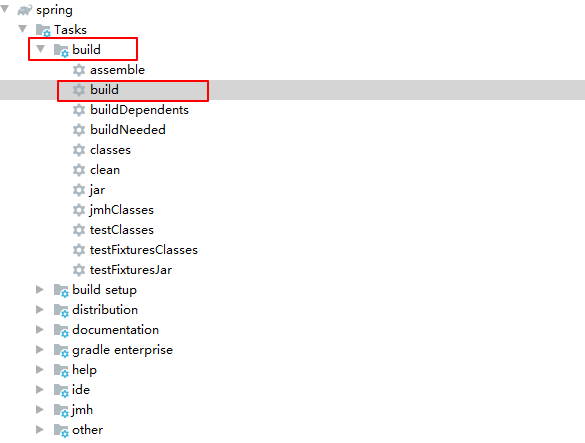 spring
Tasks
build
assemble
build
buildDependents
buildNeeded
classes
clean
jar
jmhClasses
testClasses
testFixturesClasses
testFixturesJar
build setup
distribution
documentation
gradle enterprise
help
ide
jmh
other